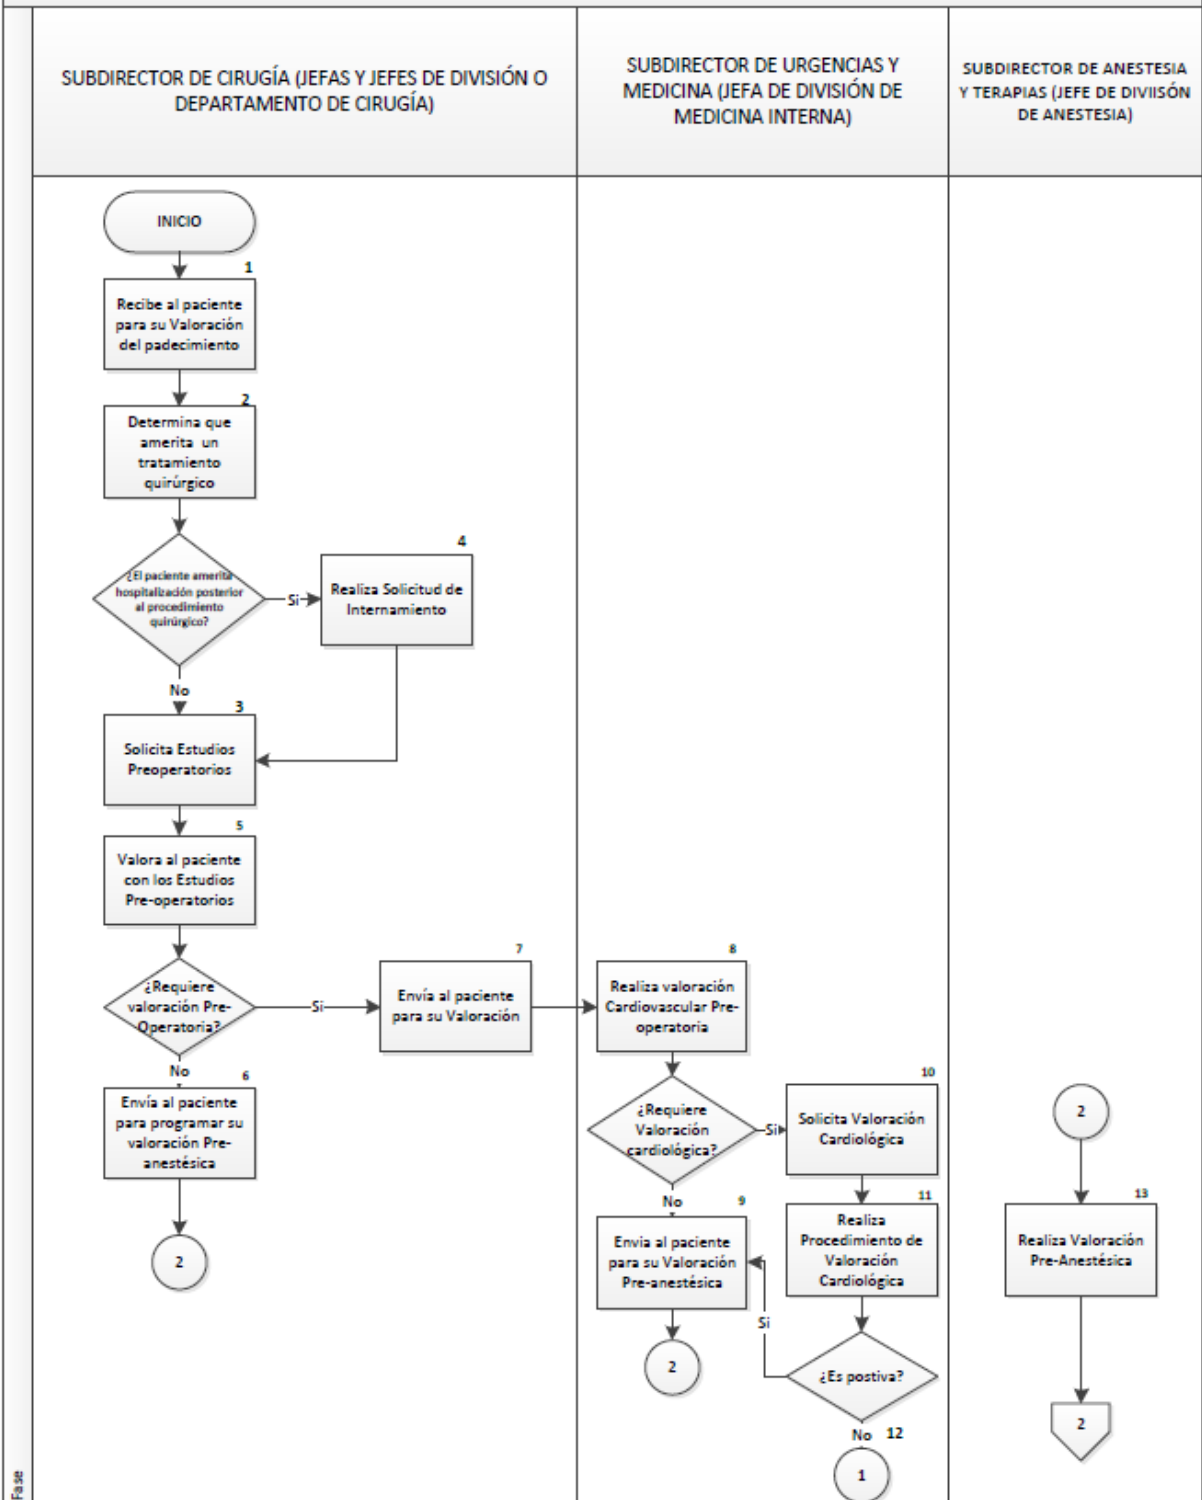 SUBDIRECTOR DE CIRUGÍA (JEFAS Y JEFES DE DIVISIÓN O
DEPARTAMENTO DE CIRUGÍA)
SUBDIRECTOR DE URGENCIAS Y
MEDICINA (JEFA DE DIVISIÓN DE
MEDICINA INTERNA)
SUBDIRECTOR DE ANESTESIA
Y TERAPIAS (JEFE DE DIVIISÓN
DE ANESTESIA)
INICIO
1
Recibe al paciente
para su Valoración
del padecimiento
2
Determina que
amerita un
tratamiento
quirúrgico
¿El paciente amerita
hospitalización posterior
al procedimiento
quirúrgico?
Si
4
Realiza Solicitud de
Internamiento
No
3
Solicita Estudios
Preoperatorios
5
Valora al paciente
con los Estudios
Pre-operatorios
¿Requiere
valoración Pre-
Operatoria?
Si
7
Envía al paciente
para su Valoración
No
6
Envía al paciente
para programar su
valoración Pre-
anestésica
2
8
Realiza valoración
Cardiovascular Pre-
operatoria
¿Requiere
Valoración
cardiológica?
Si
10
Solicita Valoración
Cardiológica
No
9
Envia al paciente
para su Valoración
Pre-anestésica
2
11
Realiza
Procedimiento de
Valoración
Cardiológica
Si
¿Es postiva?
No 12
1
2
13
Realiza Valoración
Pre-Anestésica
2
Fase